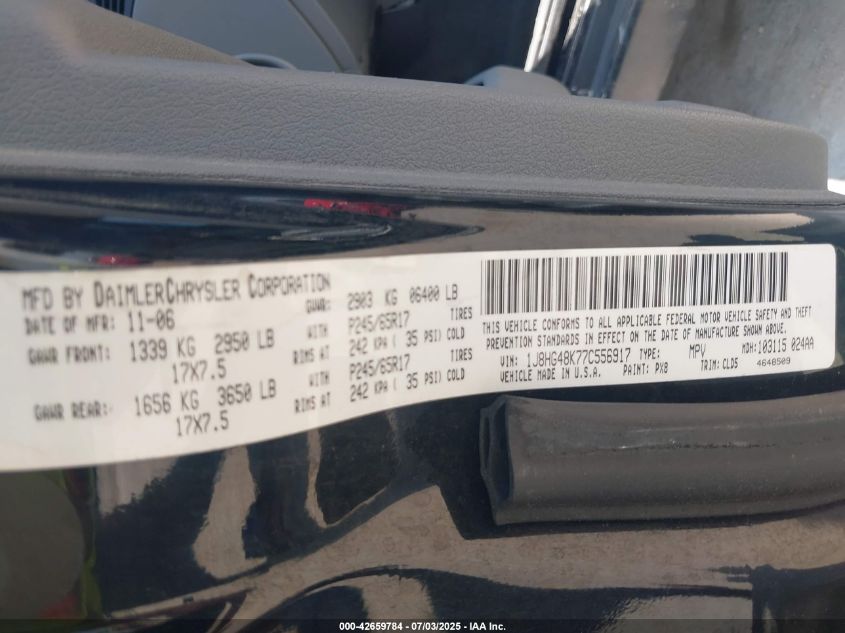 MFD BY DAIMLERCHRYSLER CORPORATION
DATE OF MFR: 11-06 GWR: 2903 KG 06400 LB
GAWR FRONT: 1339 KG 2950 LB WITH P245/65R17 TIRES
17X7.5 RIMS AT 242 KPA ( 35 PSI) COLD
GAWR REAR: 1656 KG 3650 LB WITH P245/65R17 TIRES
17X7.5 RIMS AT 242 KPA ( 35 PSI) COLD
THIS VEHICLE CONFORMS TO ALL APPLICABLE FEDERAL MOTOR VEHICLE SAFETY AND THEFT
PREVENTION STANDARDS IN EFFECT ON THE DATE OF MANUFACTURE SHOWN ABOVE.
VIN: 1J8HG48K77C556917 TYPE: MPV MDH: 103115 024AA
VEHICLE MADE IN U.S.A. PAINT: PX8 TRIM: CLD5 4648509
000-42659784 - 07/03/2025 - IAA Inc.